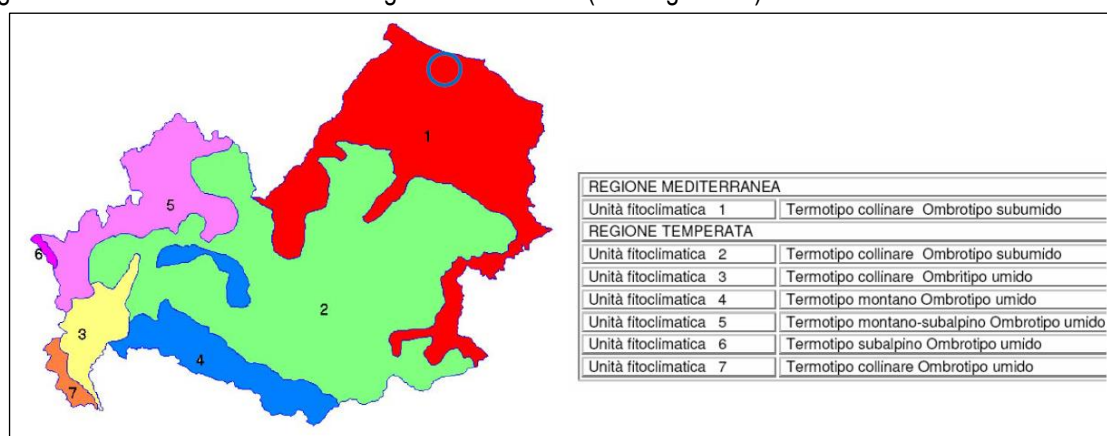 1
5
6
2
3
4
7
REGIONE MEDITERRANEA
Unità fitoclimatica 1 Termotipo collinare Ombrotipo subumido
REGIONE TEMPERATA
Unità fitoclimatica 2 Termotipo collinare Ombrotipo subumido
Unità fitoclimatica 3 Termotipo collinare Ombritipo umido
Unità fitoclimatica 4 Termotipo montano Ombrotipo umido
Unità fitoclimatica 5 Termotipo montano-subalpino Ombrotipo umido
Unità fitoclimatica 6 Termotipo subalpino Ombrotipo umido
Unità fitoclimatica 7 Termotipo collinare Ombrotipo umido